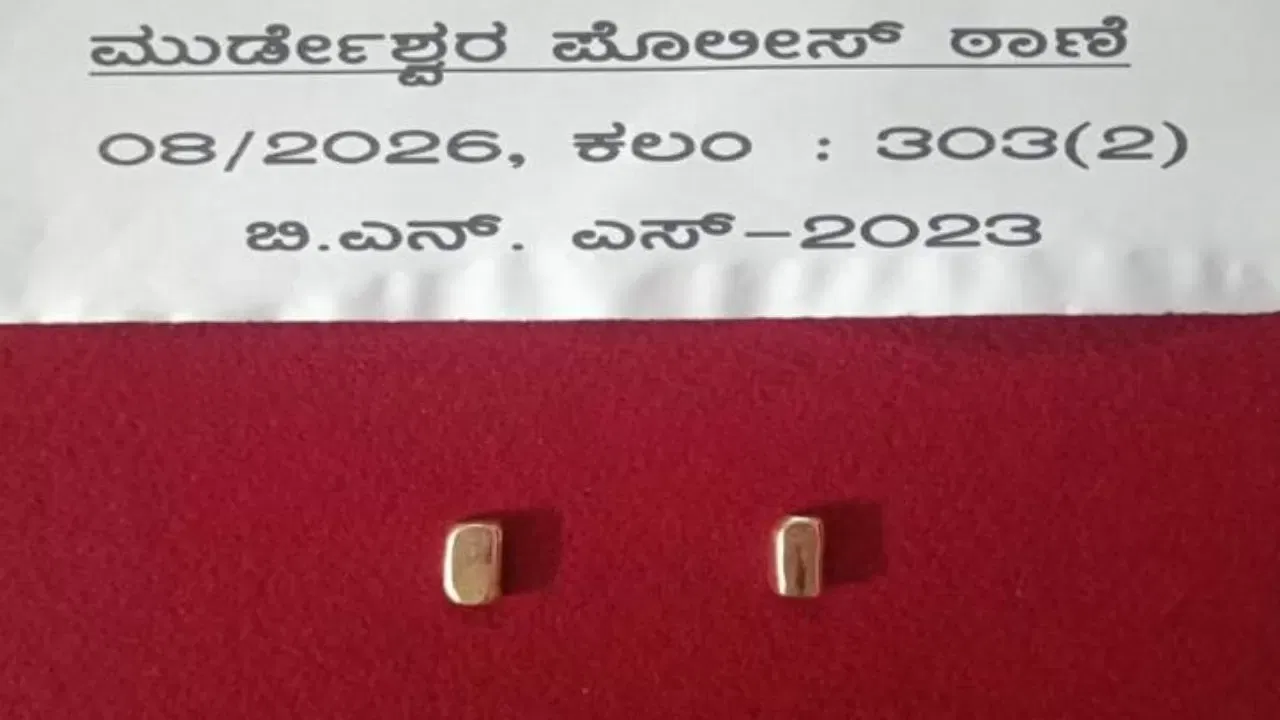 ಮುರ್ಡೇಶ್ವರ ಪೊಲೀಸ್ ಠಾಣೆ
08/2026, ಕಲಂ : 303(2)
ಬಿ.ಎನ್. ಎಸ್-2023